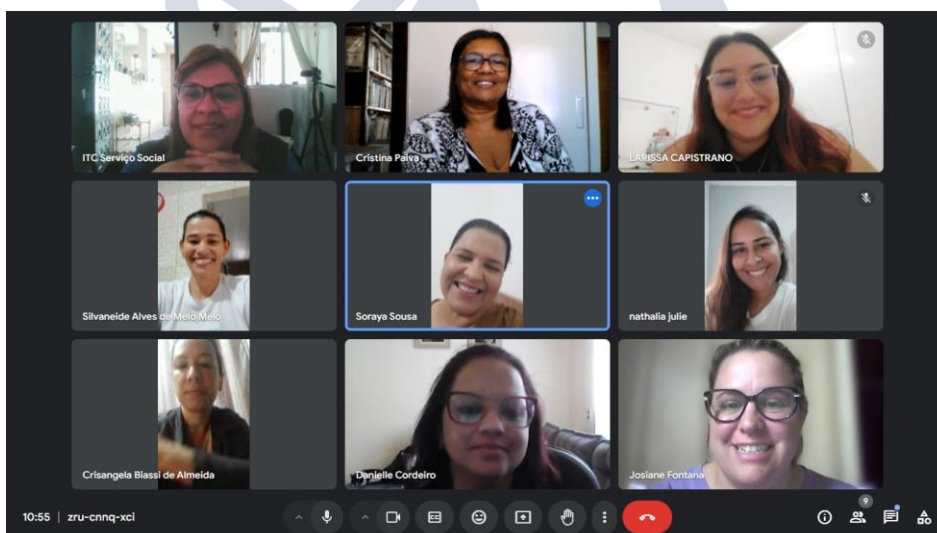 ITC Serviço Social
Cristina Paiva
LARISSA CAPISTRANO
Silvaneide Alves de Melo Melo
Soraya Sousa
nathalia julie
Crisangela Biassi de Almeida
Danielle Cordeiro
Josiane Fontana
10:55 | zru-cnnq-xci
CC
9